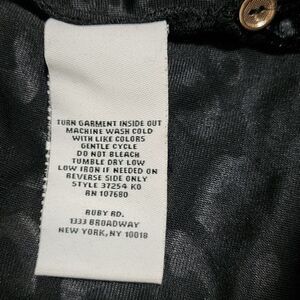 TURN GARMENT INSIDE OUT
MACHINE WASH COLD
WITH LIKE COLORS
GENTLE CYCLE
DO NOT BLEACH
TUMBLE DRY LOW
LOW IRON IF NEEDED ON
REVERSE SIDE ONLY
STYLE 37254 KO
RN 107680
RUBY RD.
1333 BROADWAY
NEW YORK, NY 10018